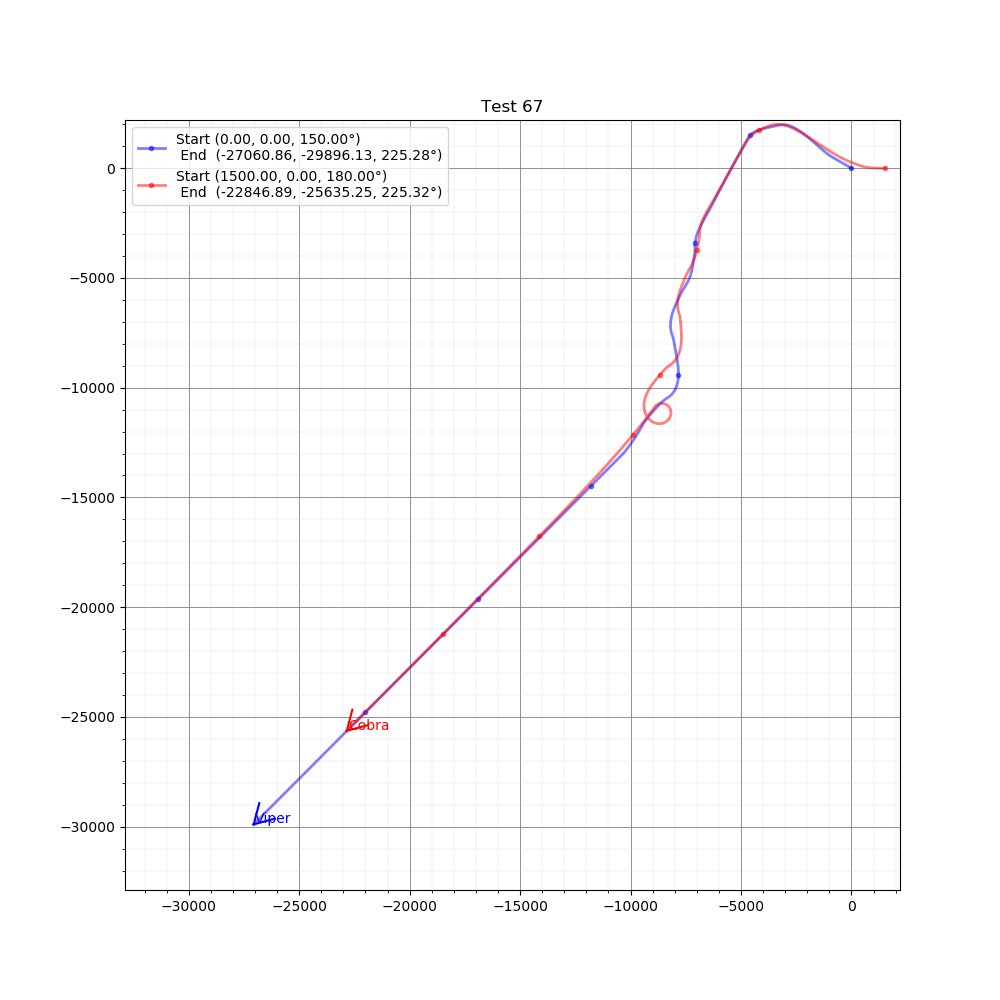 Test 67
Start (0.00, 0.00, 150.00°)
End  (-27060.86, -29896.13, 225.28°)
Start (1500.00, 0.00, 180.00°)
End  (-22846.89, -25635.25, 225.32°)
0
−5000
−10000
−15000
−20000
−25000
−30000
cobra
viper
−30000 −25000 −20000 −15000 −10000 −5000 0